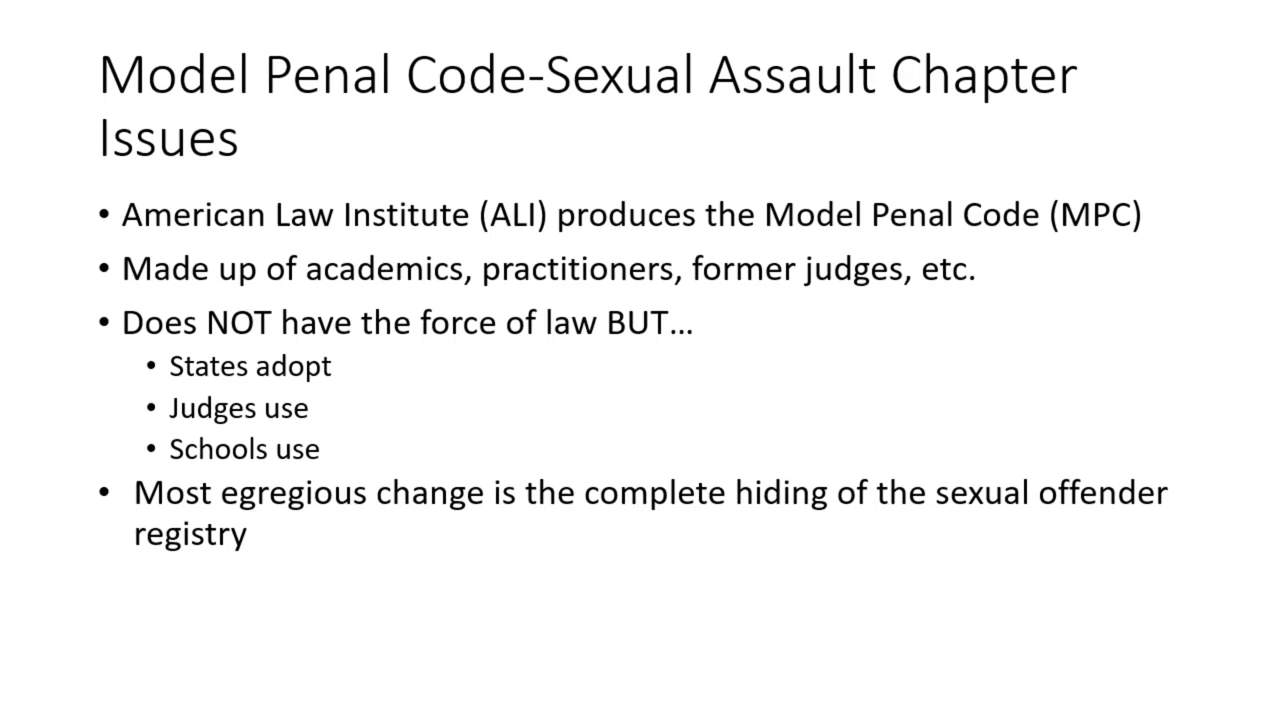 Model Penal Code-Sexual Assault Chapter
Issues
• American Law Institute (ALI) produces the Model Penal Code (MPC)
• Made up of academics, practitioners, former judges, etc.
• Does NOT have the force of law BUT…
• States adopt
• Judges use
• Schools use
• Most egregious change is the complete hiding of the sexual offender
registry